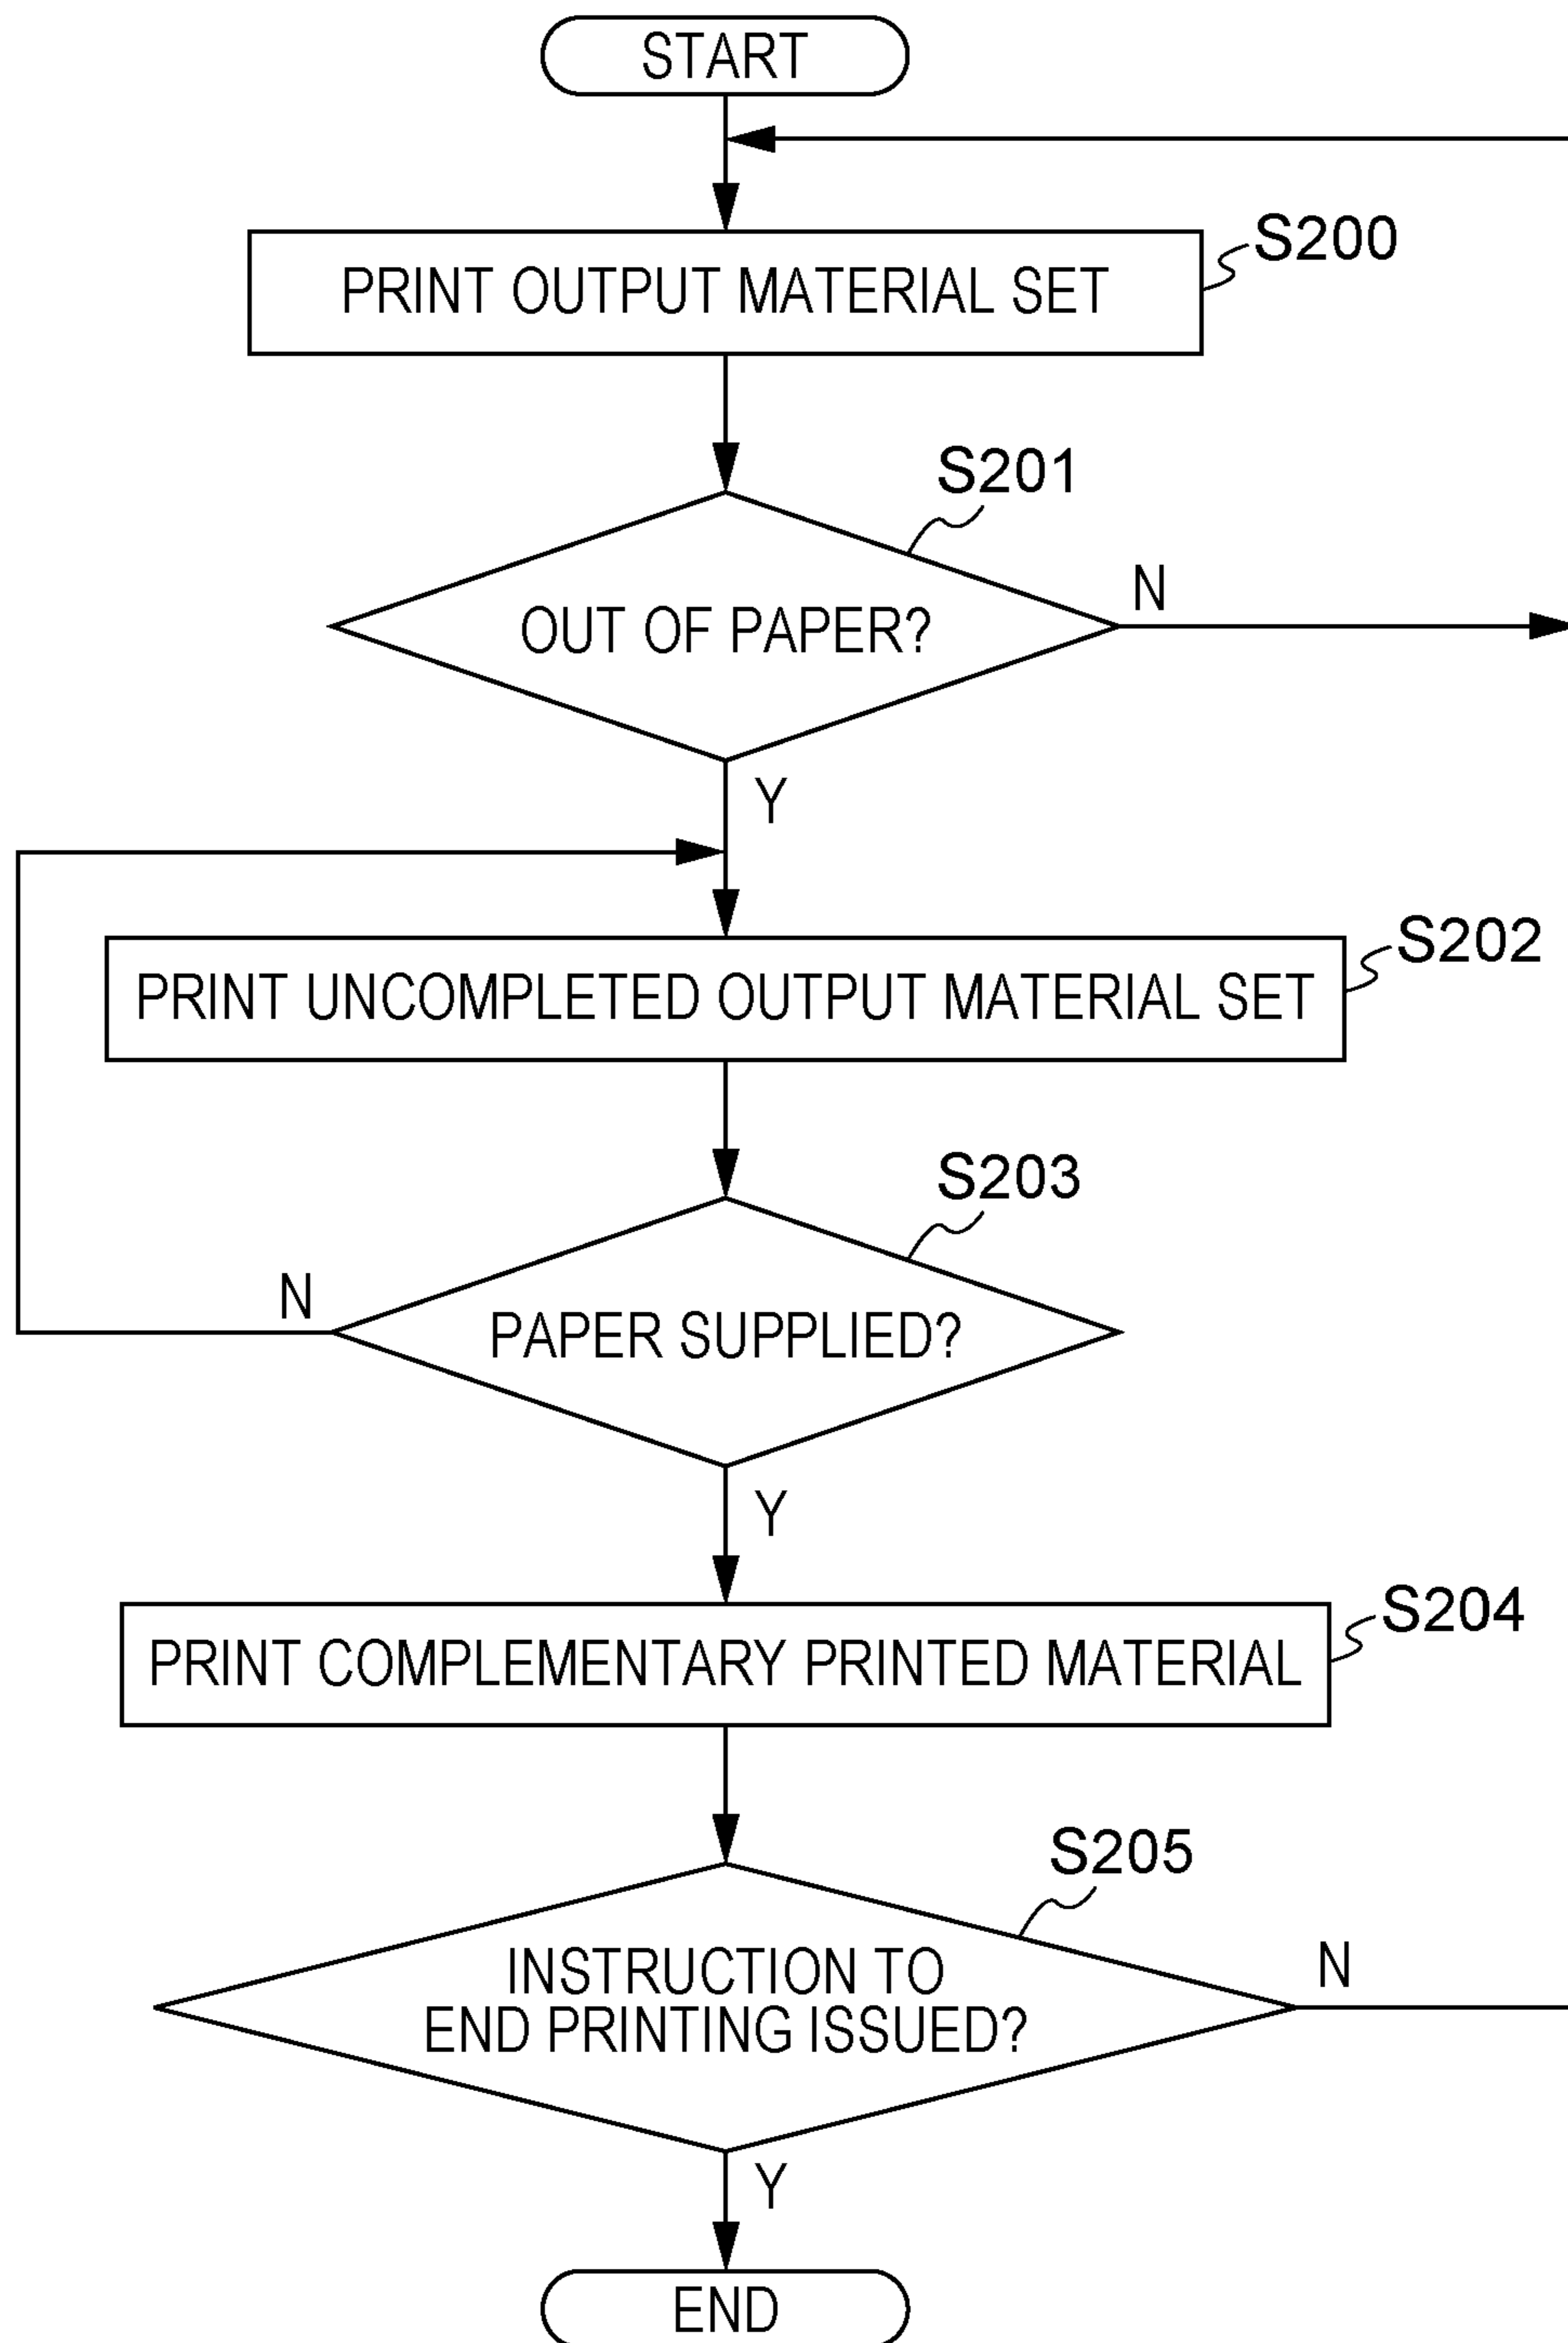 START
PRINT OUTPUT MATERIAL SET
S200
S201
OUT OF PAPER?
N
Y
PRINT UNCOMPLETED OUTPUT MATERIAL SET
S202
S203
N
PAPER SUPPLIED?
Y
PRINT COMPLEMENTARY PRINTED MATERIAL
S204
S205
INSTRUCTION TO
END PRINTING ISSUED?
N
Y
END